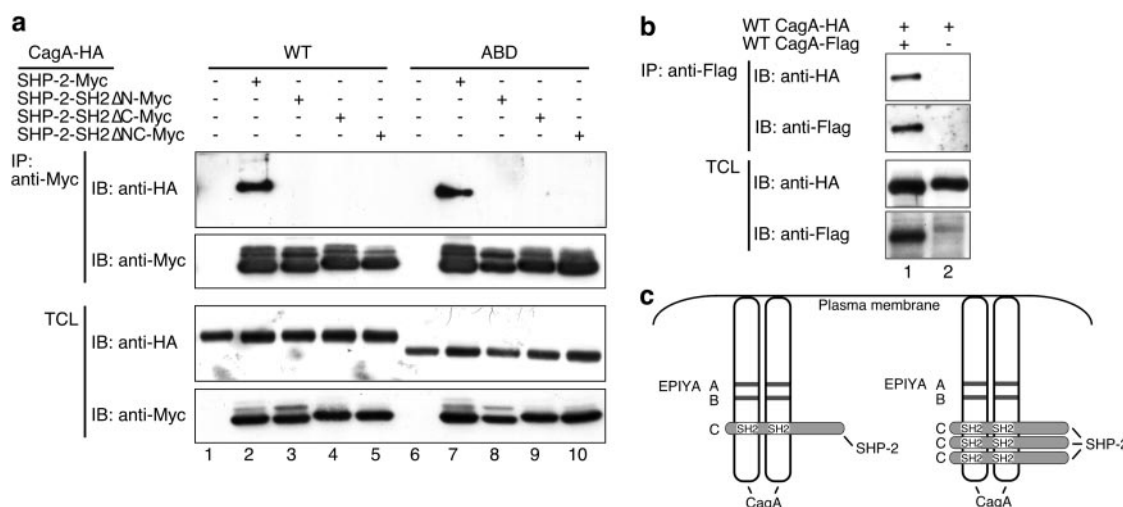 a
CagA-HA WT ABD
SHP-2-Myc - + - - - - + - - -
SHP-2-SH2ΔN-Myc - - + - - - - + - -
SHP-2-SH2ΔC-Myc - - - + - - - - + -
SHP-2-SH2ΔNC-Myc - - - - + - - - - +
IP:
anti-Myc
IB: anti-HA
IB: anti-Myc
TCL
IB: anti-HA
IB: anti-Myc
1 2 3 4 5 6 7 8 9 10
b
WT CagA-HA + +
WT CagA-Flag + -
IP: anti-Flag
IB: anti-HA
IB: anti-Flag
TCL
IB: anti-HA
IB: anti-Flag
1 2
c
Plasma membrane
EPIYA A
B
C SH2 SH2
SHP-2
CagA
EPIYA A
B
C SH2 SH2
C SH2 SH2 SHP-2
C SH2 SH2
CagA